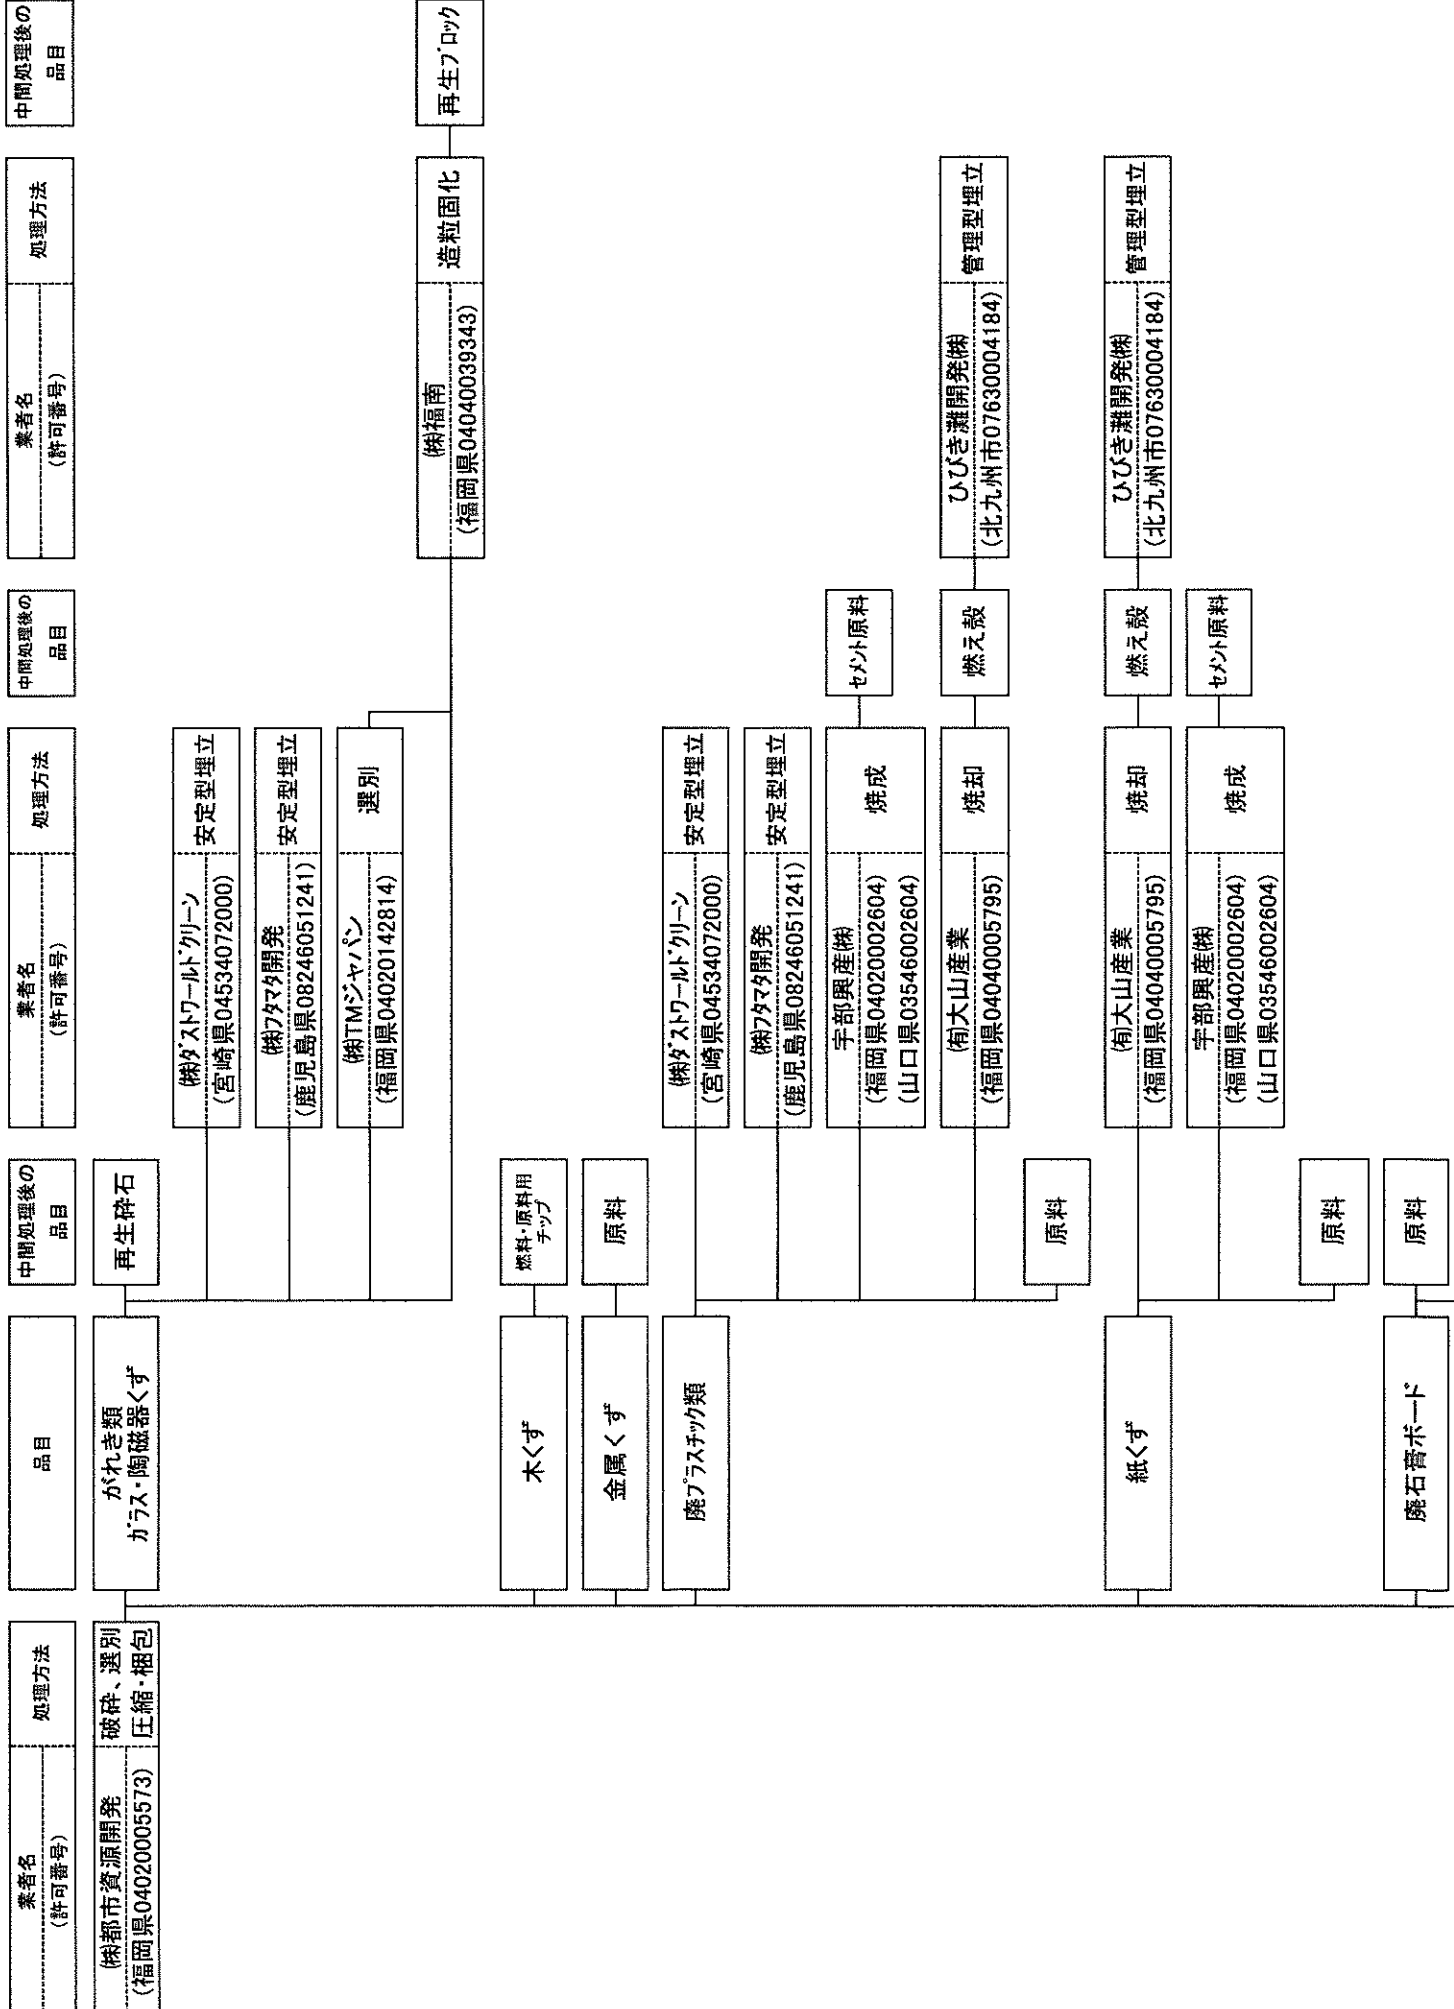 業者名
(許可番号)
処理方法
品目
中間処理後の
品目
業者名
(許可番号)
処理方法
中間処理後の
品目
業者名
(許可番号)
処理方法
中間処理後の
品目
㈱都市資源開発
(福岡県04020005573)
破砕、選別
圧縮・梱包
がれき類
ガラス・陶磁器くず
再生砕石
㈱ダストワールドクリーン
(宮崎県04534072000)
安定型埋立
㈱フタマタ開発
(鹿児島県08246051241)
安定型埋立
㈱TMジャパン
(福岡県04020142814)
選別
㈱福南
(福岡県04040039343)
造粒固化
再生ブロック
木くず
燃料・原料用
チップ
金属くず
原料
廃プラスチック類
㈱ダストワールドクリーン
(宮崎県04534072000)
安定型埋立
㈱フタマタ開発
(鹿児島県08246051241)
安定型埋立
宇部興産㈱
(福岡県04020002604)
(山口県03546002604)
焼成
セメント原料
㈲大山産業
(福岡県04040005795)
焼却
燃え殻
ひびき灘開発㈱
(北九州市07630004184)
管理型埋立
原料
紙くず
㈲大山産業
(福岡県04040005795)
焼却
燃え殻
ひびき灘開発㈱
(北九州市07630004184)
管理型埋立
宇部興産㈱
(福岡県04020002604)
(山口県03546002604)
焼成
セメント原料
原料
廃石膏ボード
原料